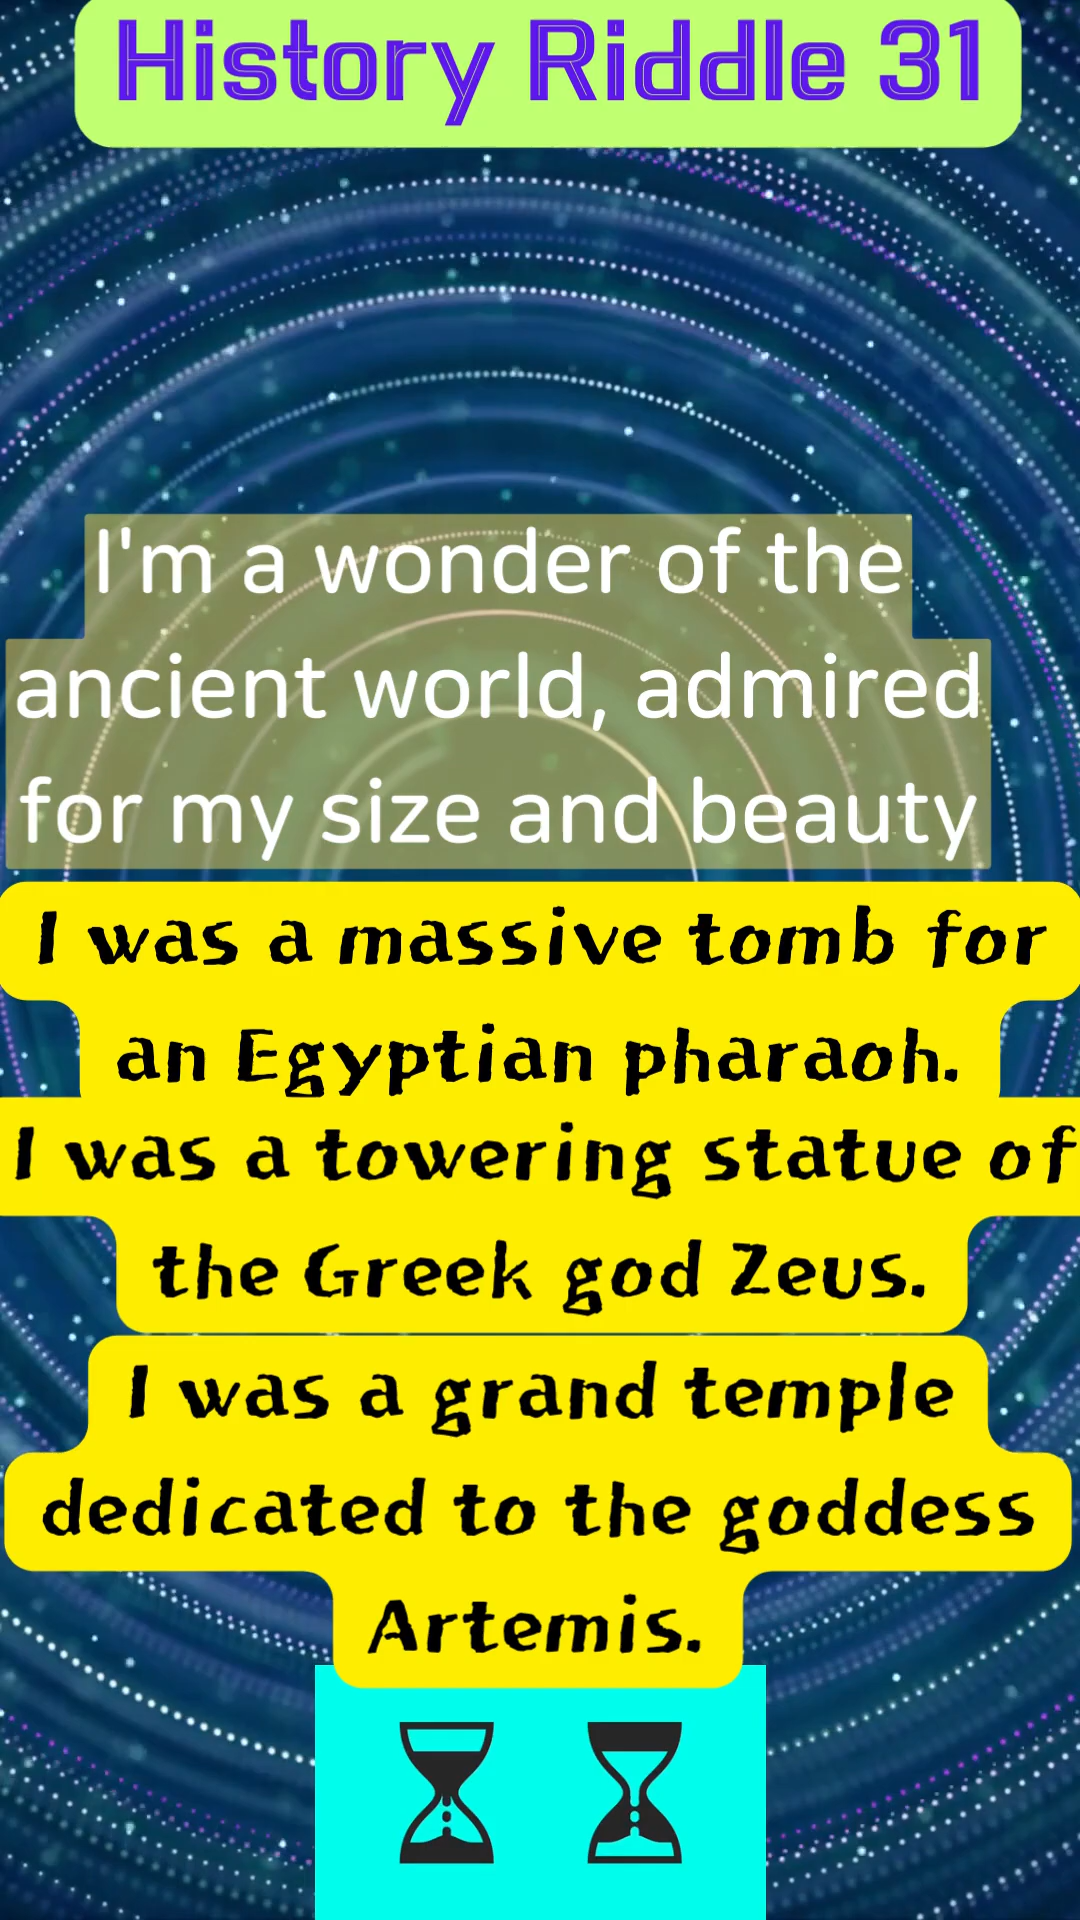 History Riddle 31
I'm a wonder of the
ancient world, admired
for my size and beauty
I was a massive tomb for
an Egyptian pharaoh.
I was a towering statue of
the Greek god Zeus.
I was a grand temple
dedicated to the goddess
Artemis.